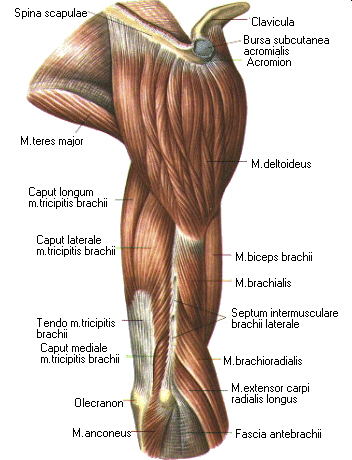 Spina scapulae
Clavicula
Bursa subcutanea
acromialis
Acromion
M.teres major
M.deltoideus
Caput longum
m.tricipitis brachii
Caput laterale
m.tricipitis brachii
M.biceps brachii
M.brachialis
Septum intermusculare
brachii laterale
Tendo m.tricipitis
brachii
Caput mediale
m.tricipitis brachii
M.brachioradialis
M.extensor carpi
radialis longus
Olecranon
M.anconeus
Fascia antebrachii